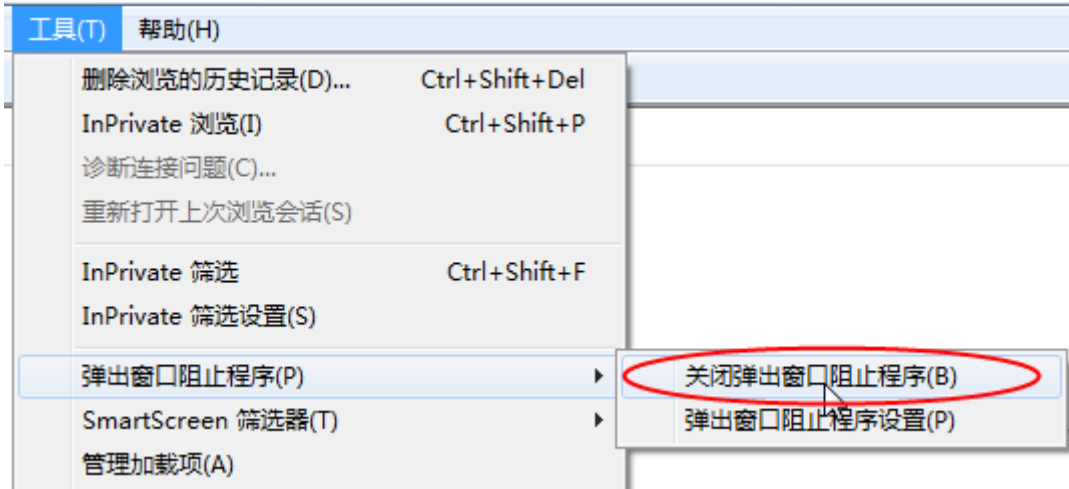 工具(T) 帮助(H)
删除浏览的历史记录(D)... Ctrl+Shift+Del
InPrivate 浏览(I) Ctrl+Shift+P
诊断连接问题(C)...
重新打开上次浏览会话(S)
InPrivate 筛选 Ctrl+Shift+F
InPrivate 筛选设置(S)
弹出窗口阻止程序(P) 关闭弹出窗口阻止程序(B)
SmartScreen 筛选器(T) 弹出窗口阻止程序设置(P)
管理加载项(A)